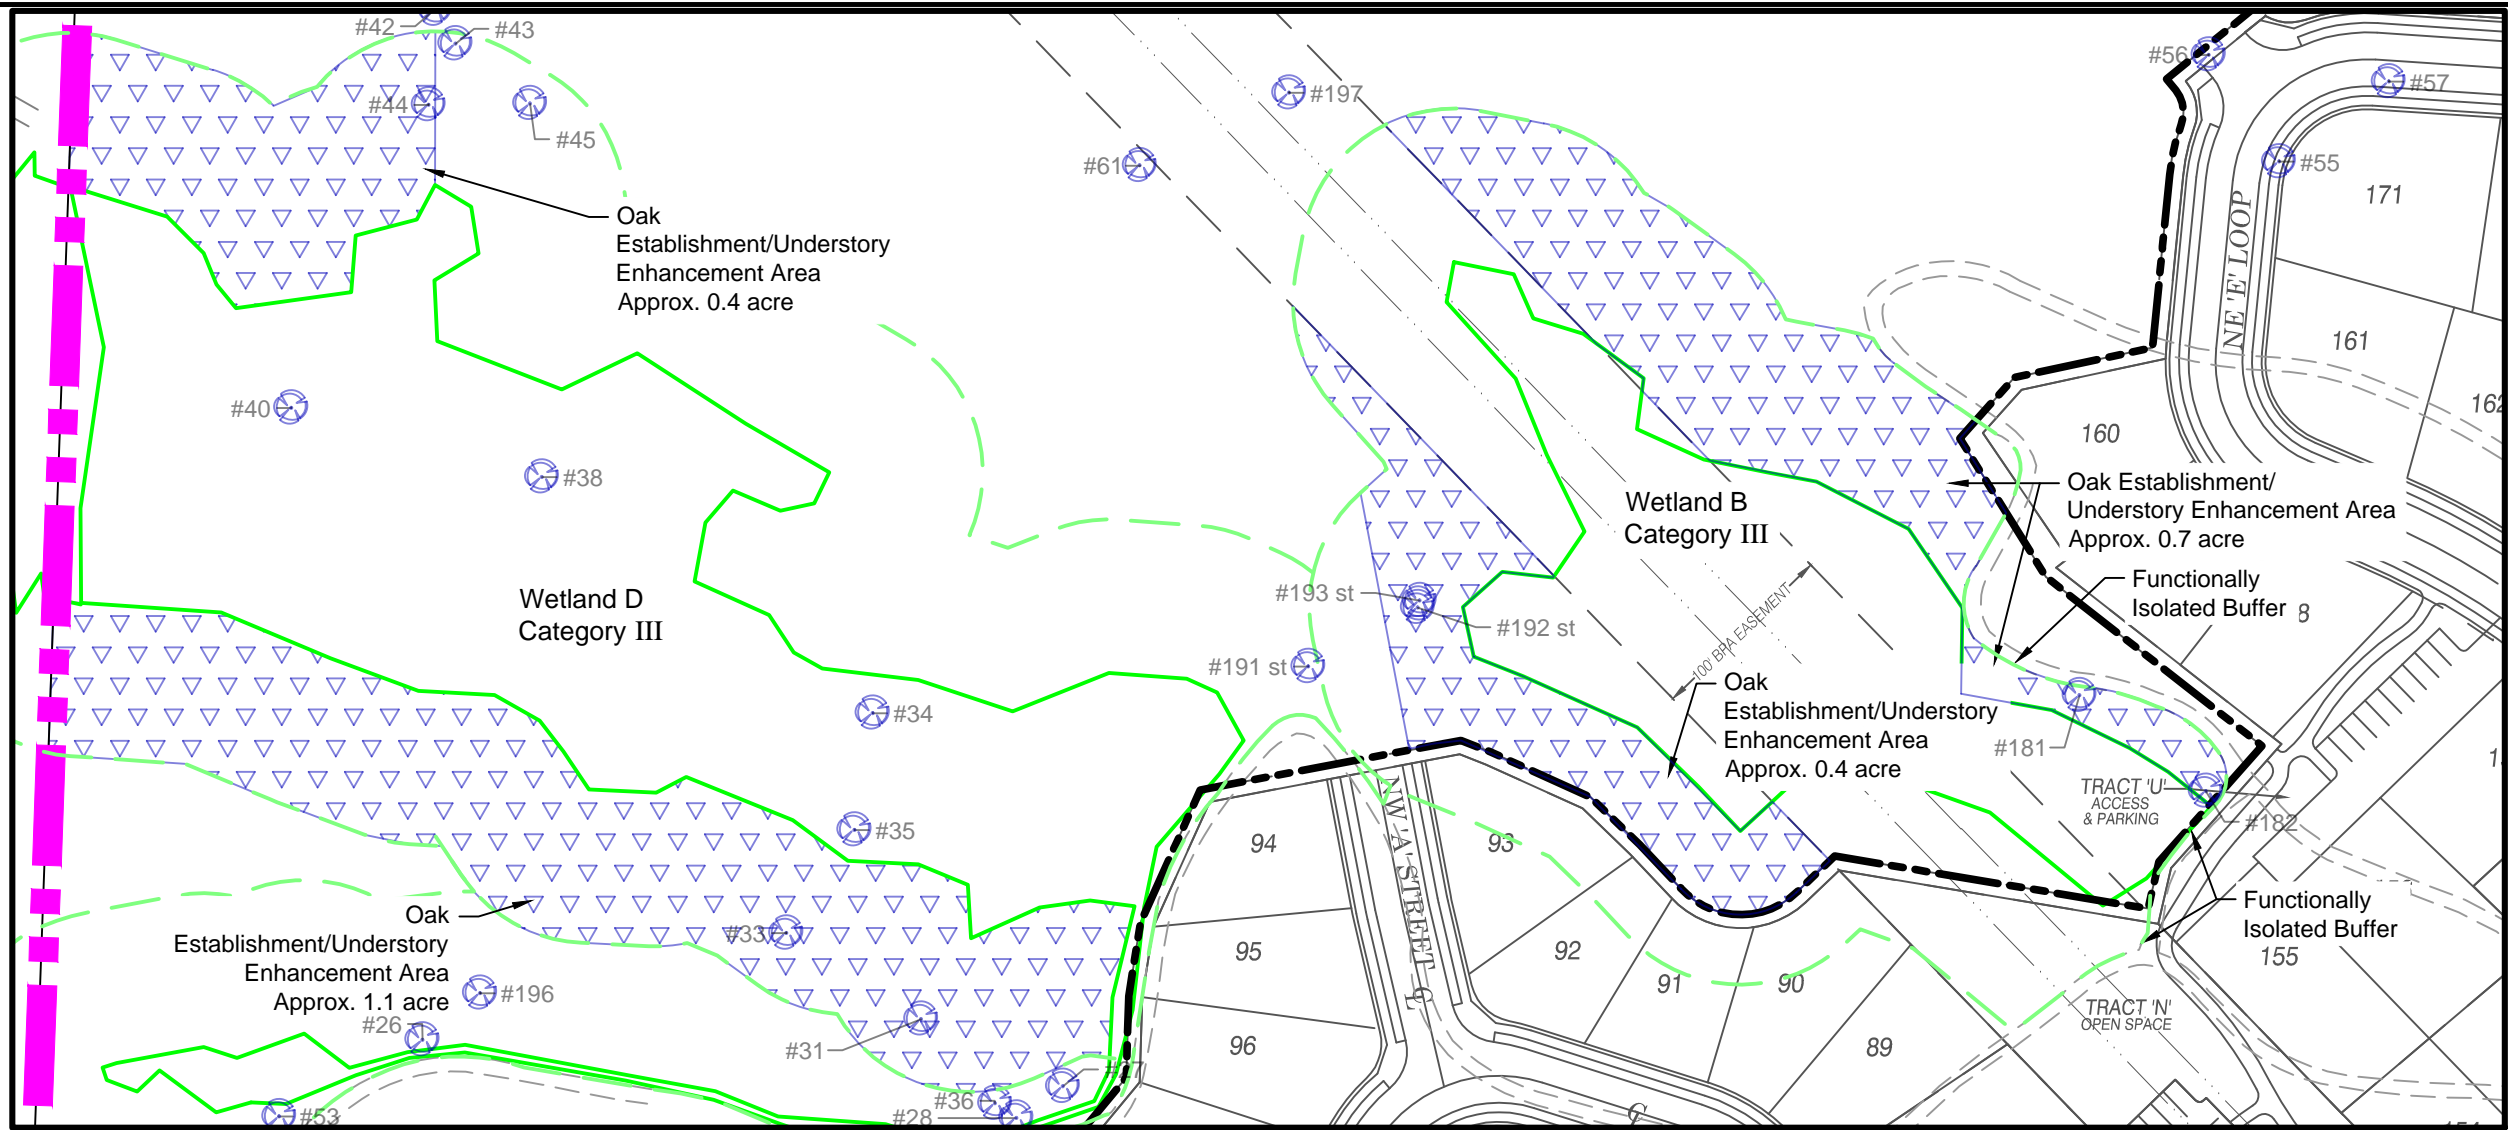 #42
#43
#44
#45
#197
#61
#56
#57
#55
171
NE 'E' LOOP
161
162
160
Oak
Establishment/Understory
Enhancement Area
Approx. 0.4 acre
#40
#38
Wetland D
Category III
Wetland B
Category III
Oak Establishment/
Understory Enhancement Area
Approx. 0.7 acre
Functionally
Isolated Buffer
8
#193 st
#192 st
#191 st
100' BPA EASEMENT
Oak
Establishment/Understory
Enhancement Area
Approx. 0.4 acre
#181
TRACT 'U'
ACCESS
& PARKING
#182
#34
#35
94
93
NW 'A' STREET
95
92
91
90
96
89
Functionally
Isolated Buffer
155
TRACT 'N'
OPEN SPACE
Oak
Establishment/Understory
Enhancement Area
Approx. 1.1 acre
#33
#196
#26
#31
#27
#36
#28
#53